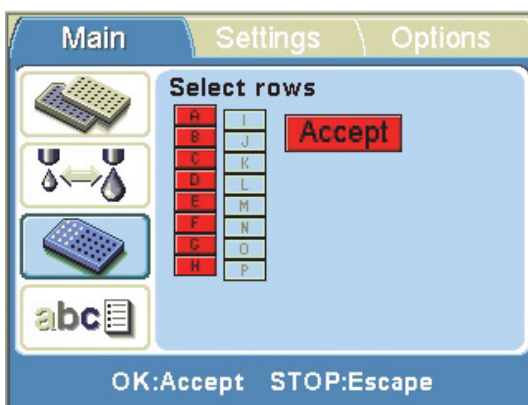 Main Settings Options
Select rows
A I
B J
C K
D L
E M
F N
G O
H P
Accept
abc
OK:Accept STOP:Escape